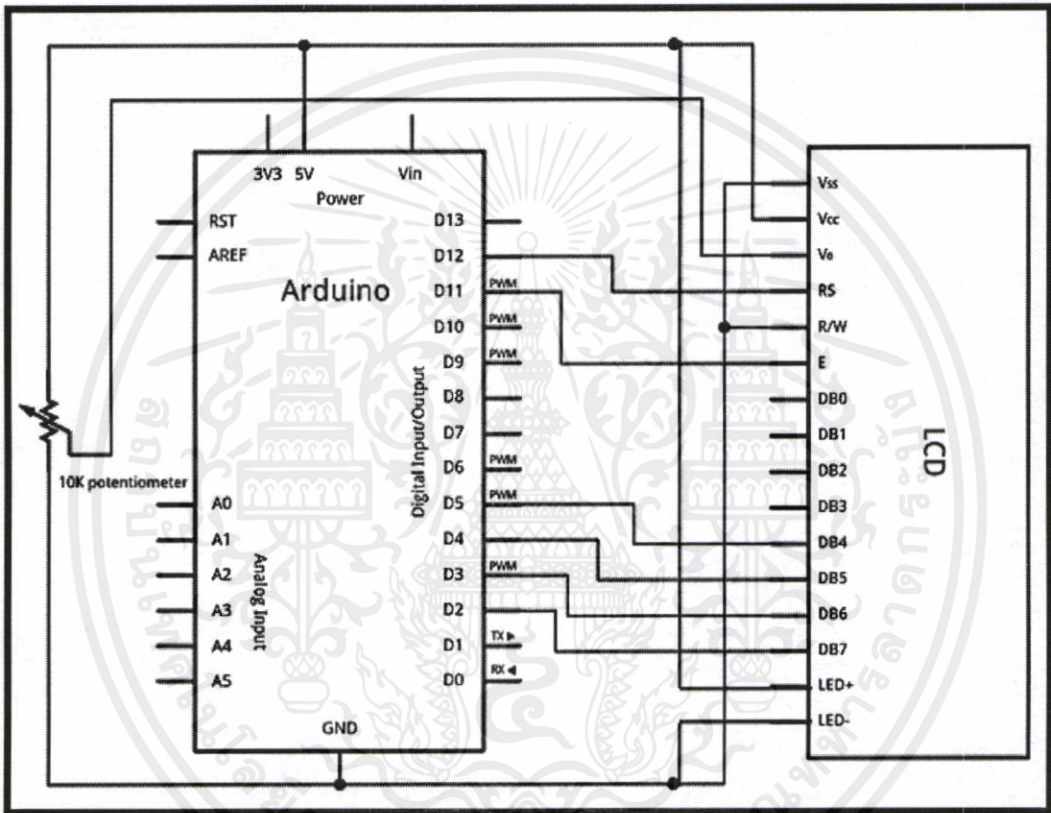 3V3 5V Vin
Power
RST
AREF
Arduino
10K potentiometer
A0
A1
A2
A3
A4
A5
Analog Input
D13
D12
D11 PWM
D10 PWM
D9 PWM
D8
D7
D6 PWM
D5 PWM
D4
D3 PWM
D2
D1 TX ▶
D0 RX ◀
Digital Input/Output
GND
Vss
Vcc
Vo
RS
R/W
E
DB0
DB1
DB2
DB3
DB4
DB5
DB6
DB7
LED+
LED-
LCD